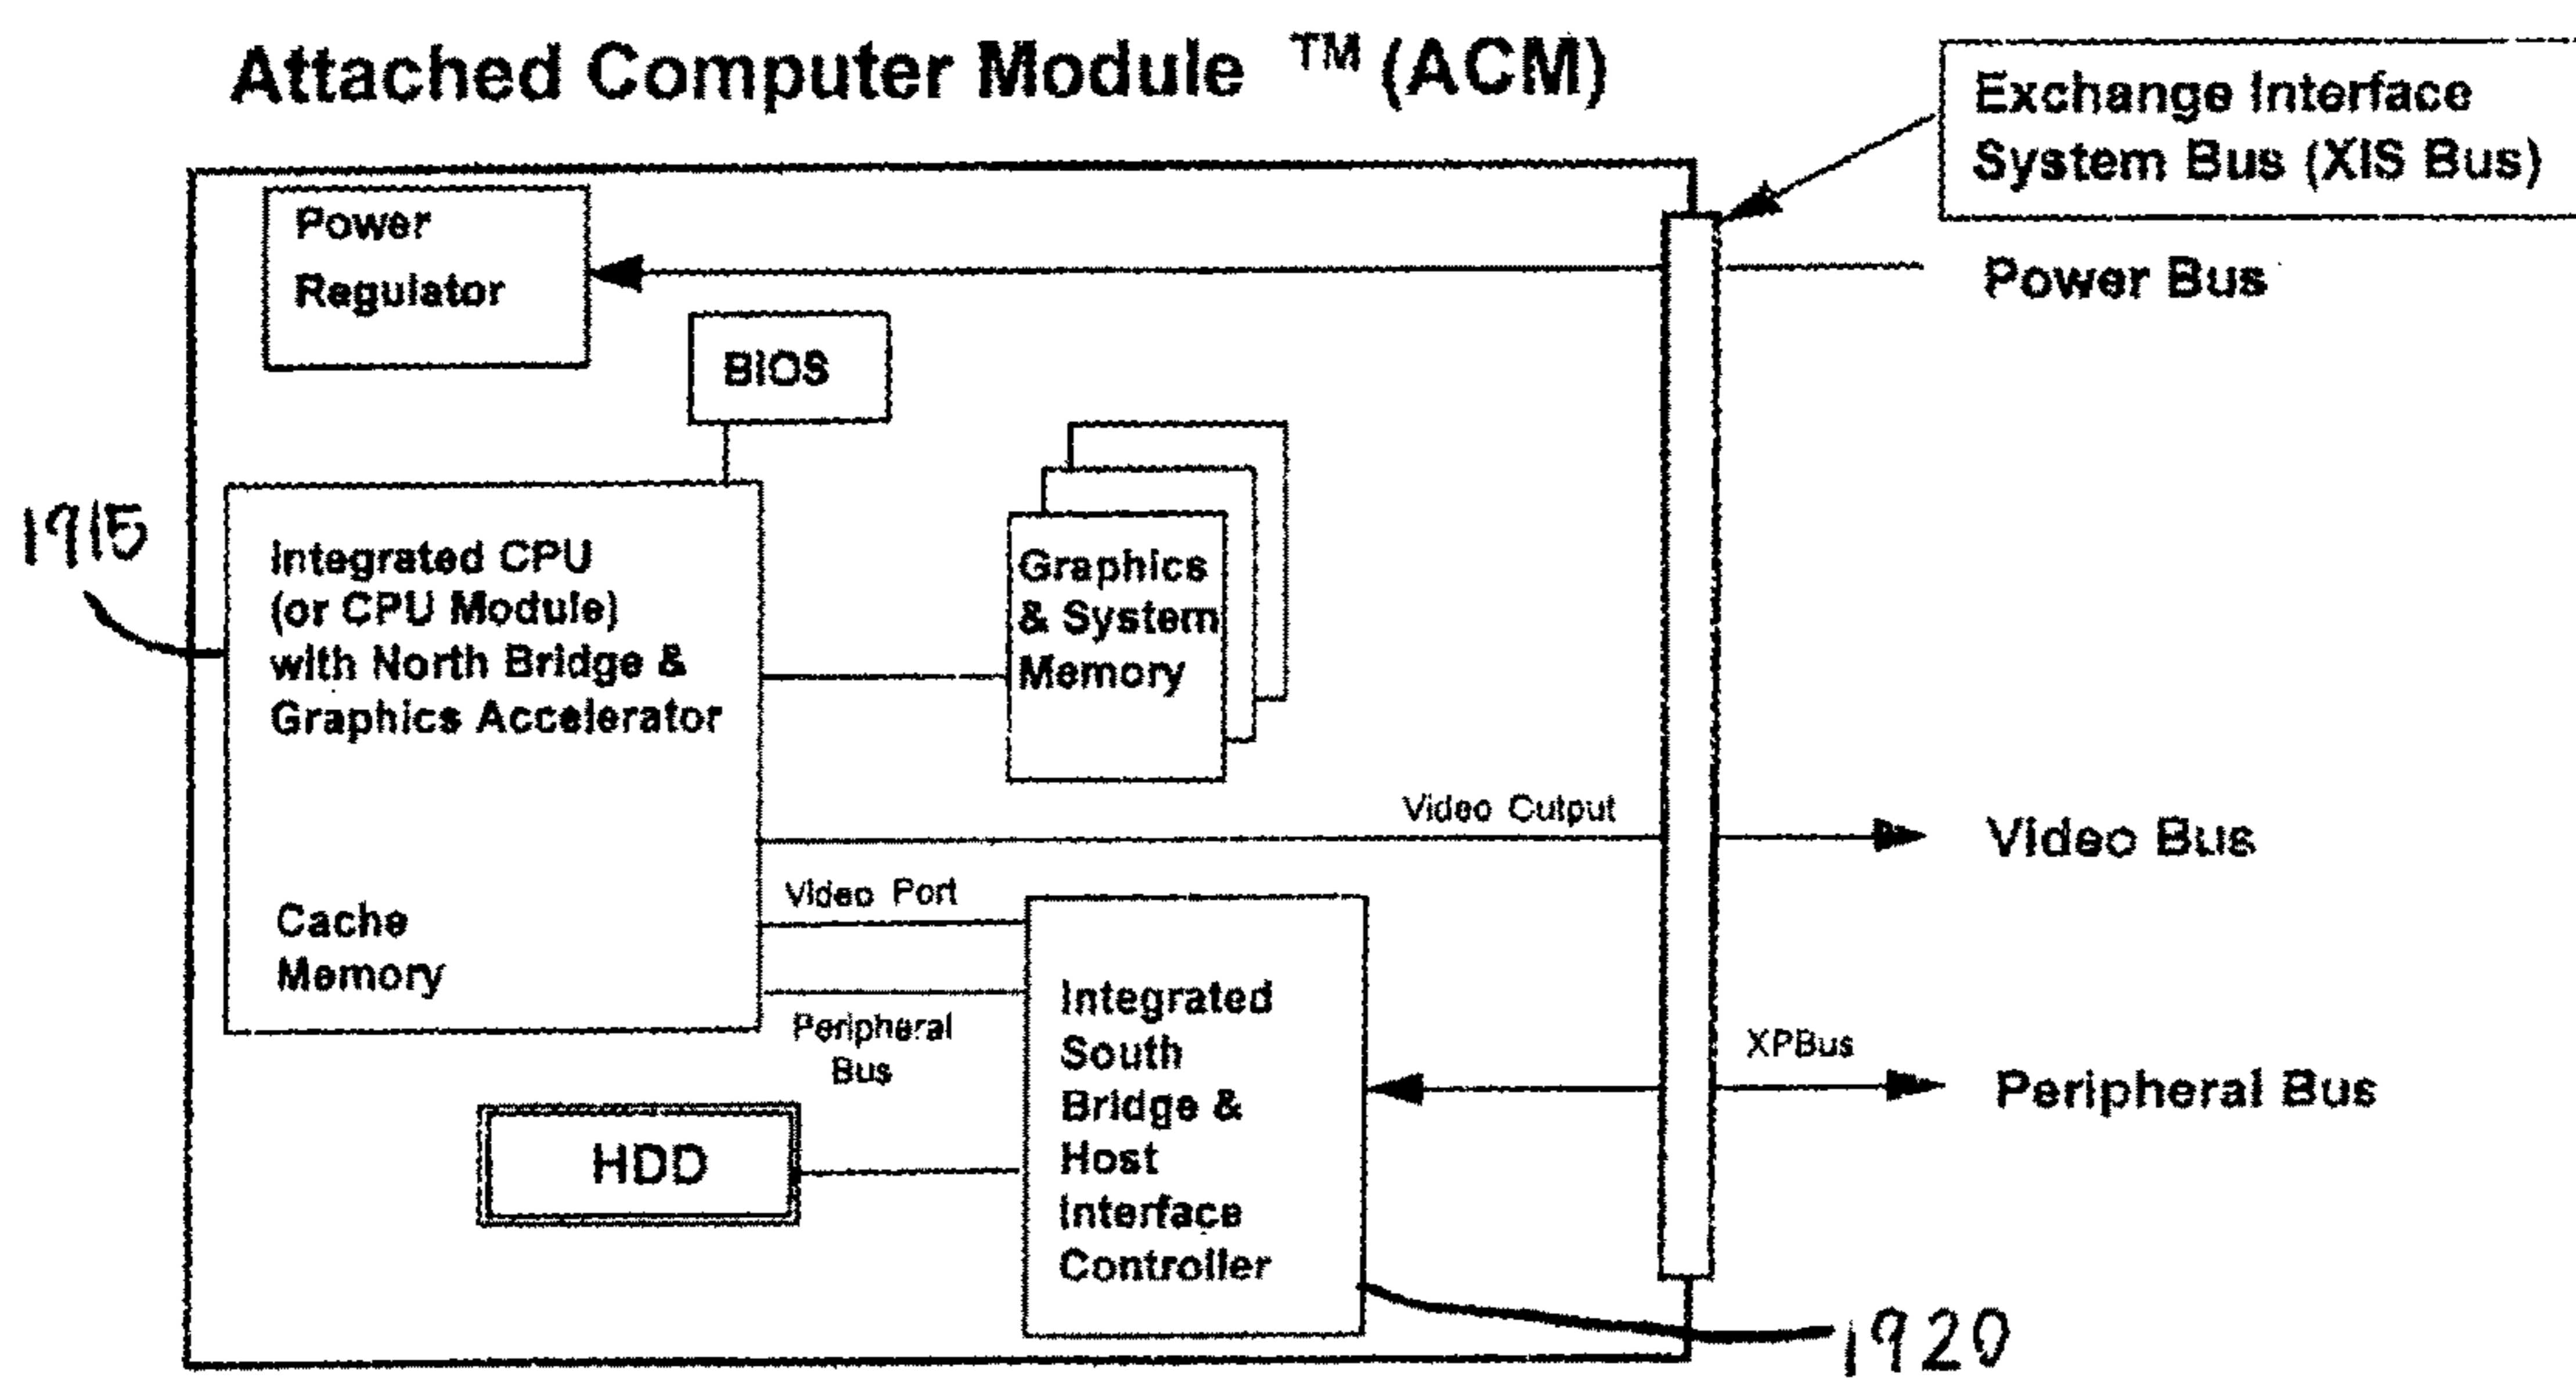 Attached Computer Module ™ (ACM)
Exchange Interface
System Bus (XIS Bus)
Power
Regulator
Power Bus
BIOS
1915
Integrated CPU
(or CPU Module)
with North Bridge &
Graphics Accelerator
Graphics
& System
Memory
Video Output
Video Bus
Cache
Memory
Video Port
Peripheral
Bus
Integrated
South
Bridge &
Host
Interface
Controller
XPBus
Peripheral Bus
HDD
1920